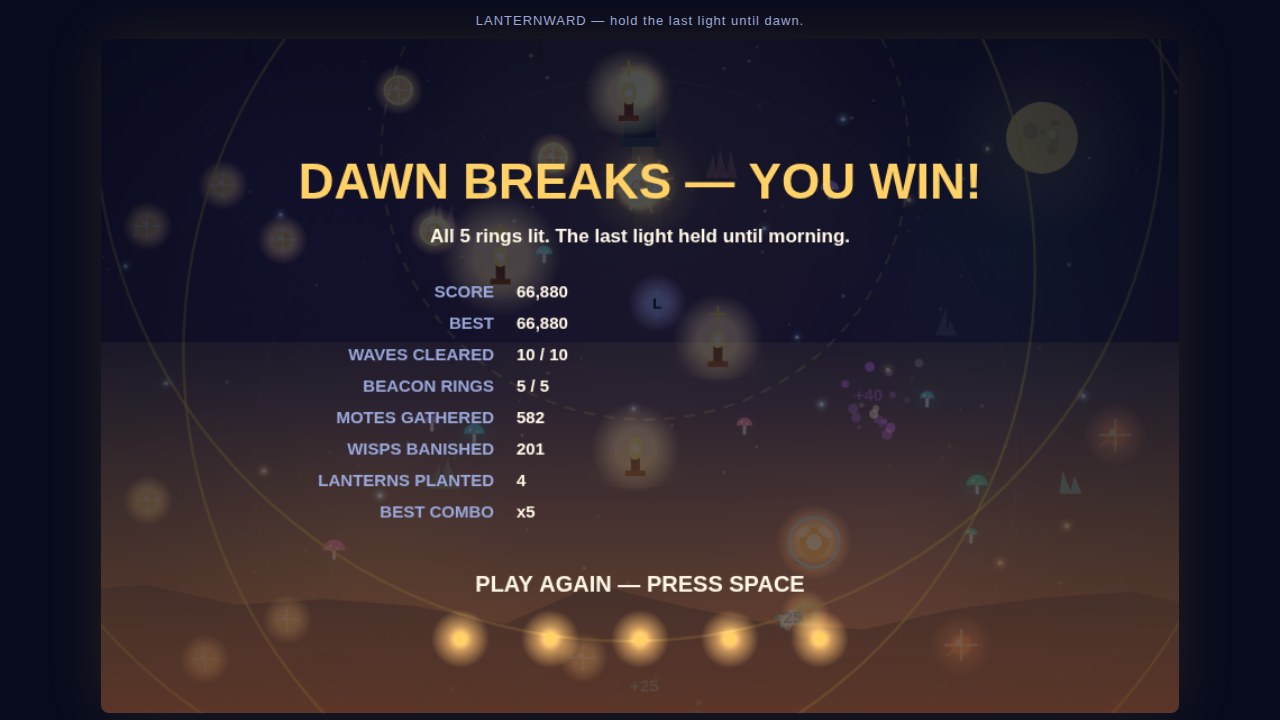 LANTERNWARD — hold the last light until dawn.
DAWN BREAKS — YOU WIN!
All 5 rings lit. The last light held until morning.
SCORE 66,880
BEST 66,880
L
WAVES CLEARED 10 / 10
BEACON RINGS 5 / 5
+40
MOTES GATHERED 582
WISPS BANISHED 201
LANTERNS PLANTED 4
BEST COMBO x5
PLAY AGAIN — PRESS SPACE
+25
+25